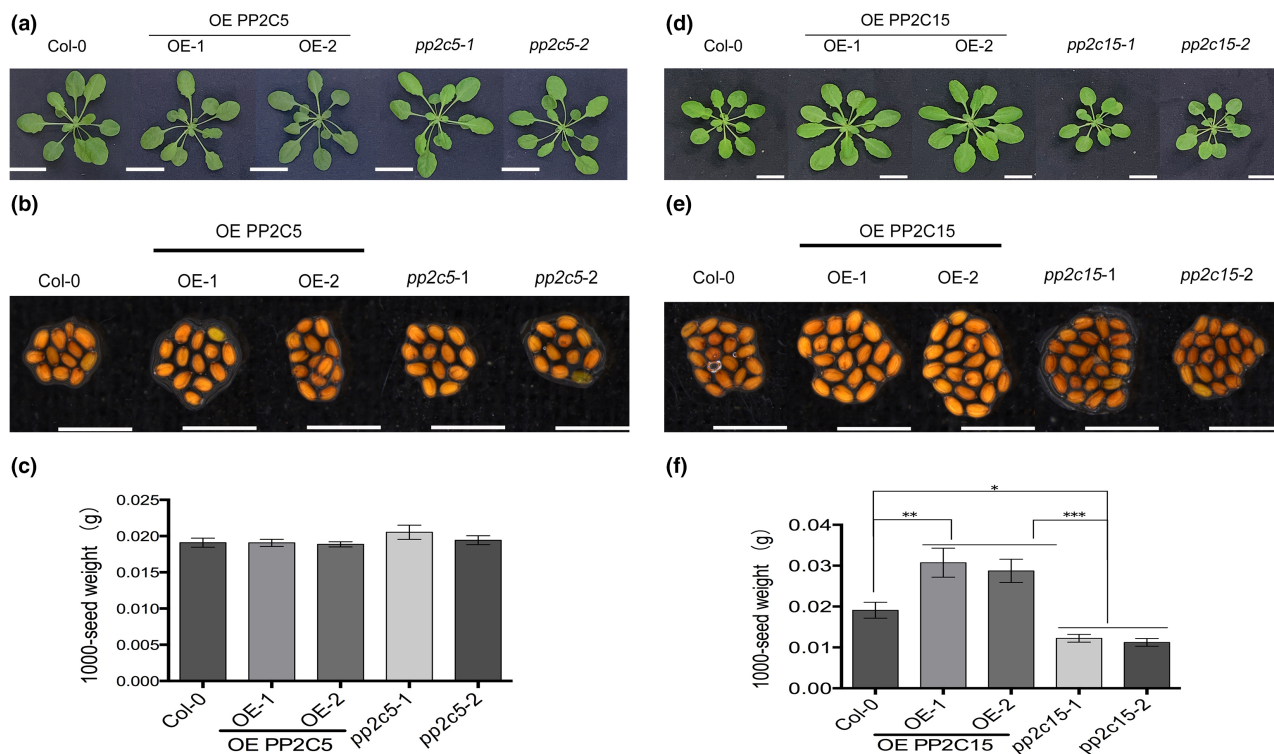 (a)
OE PP2C5
Col-0 OE-1 OE-2 pp2c5-1 pp2c5-2
(b)
OE PP2C5
Col-0 OE-1 OE-2 pp2c5-1 pp2c5-2
(c)
1000-seed weight (g)
0.025
0.020
0.015
0.010
0.005
0.000
Col-0 OE-1 OE-2 pp2c5-1 pp2c5-2
OE PP2C5
(d)
OE PP2C15
Col-0 OE-1 OE-2 pp2c15-1 pp2c15-2
(e)
OE PP2C15
Col-0 OE-1 OE-2 pp2c15-1 pp2c15-2
(f)
1000-seed weight (g)
*
** ***
0.04
0.03
0.02
0.01
0.00
Col-0 OE-1 OE-2 pp2c15-1 pp2c15-2
OE PP2C15